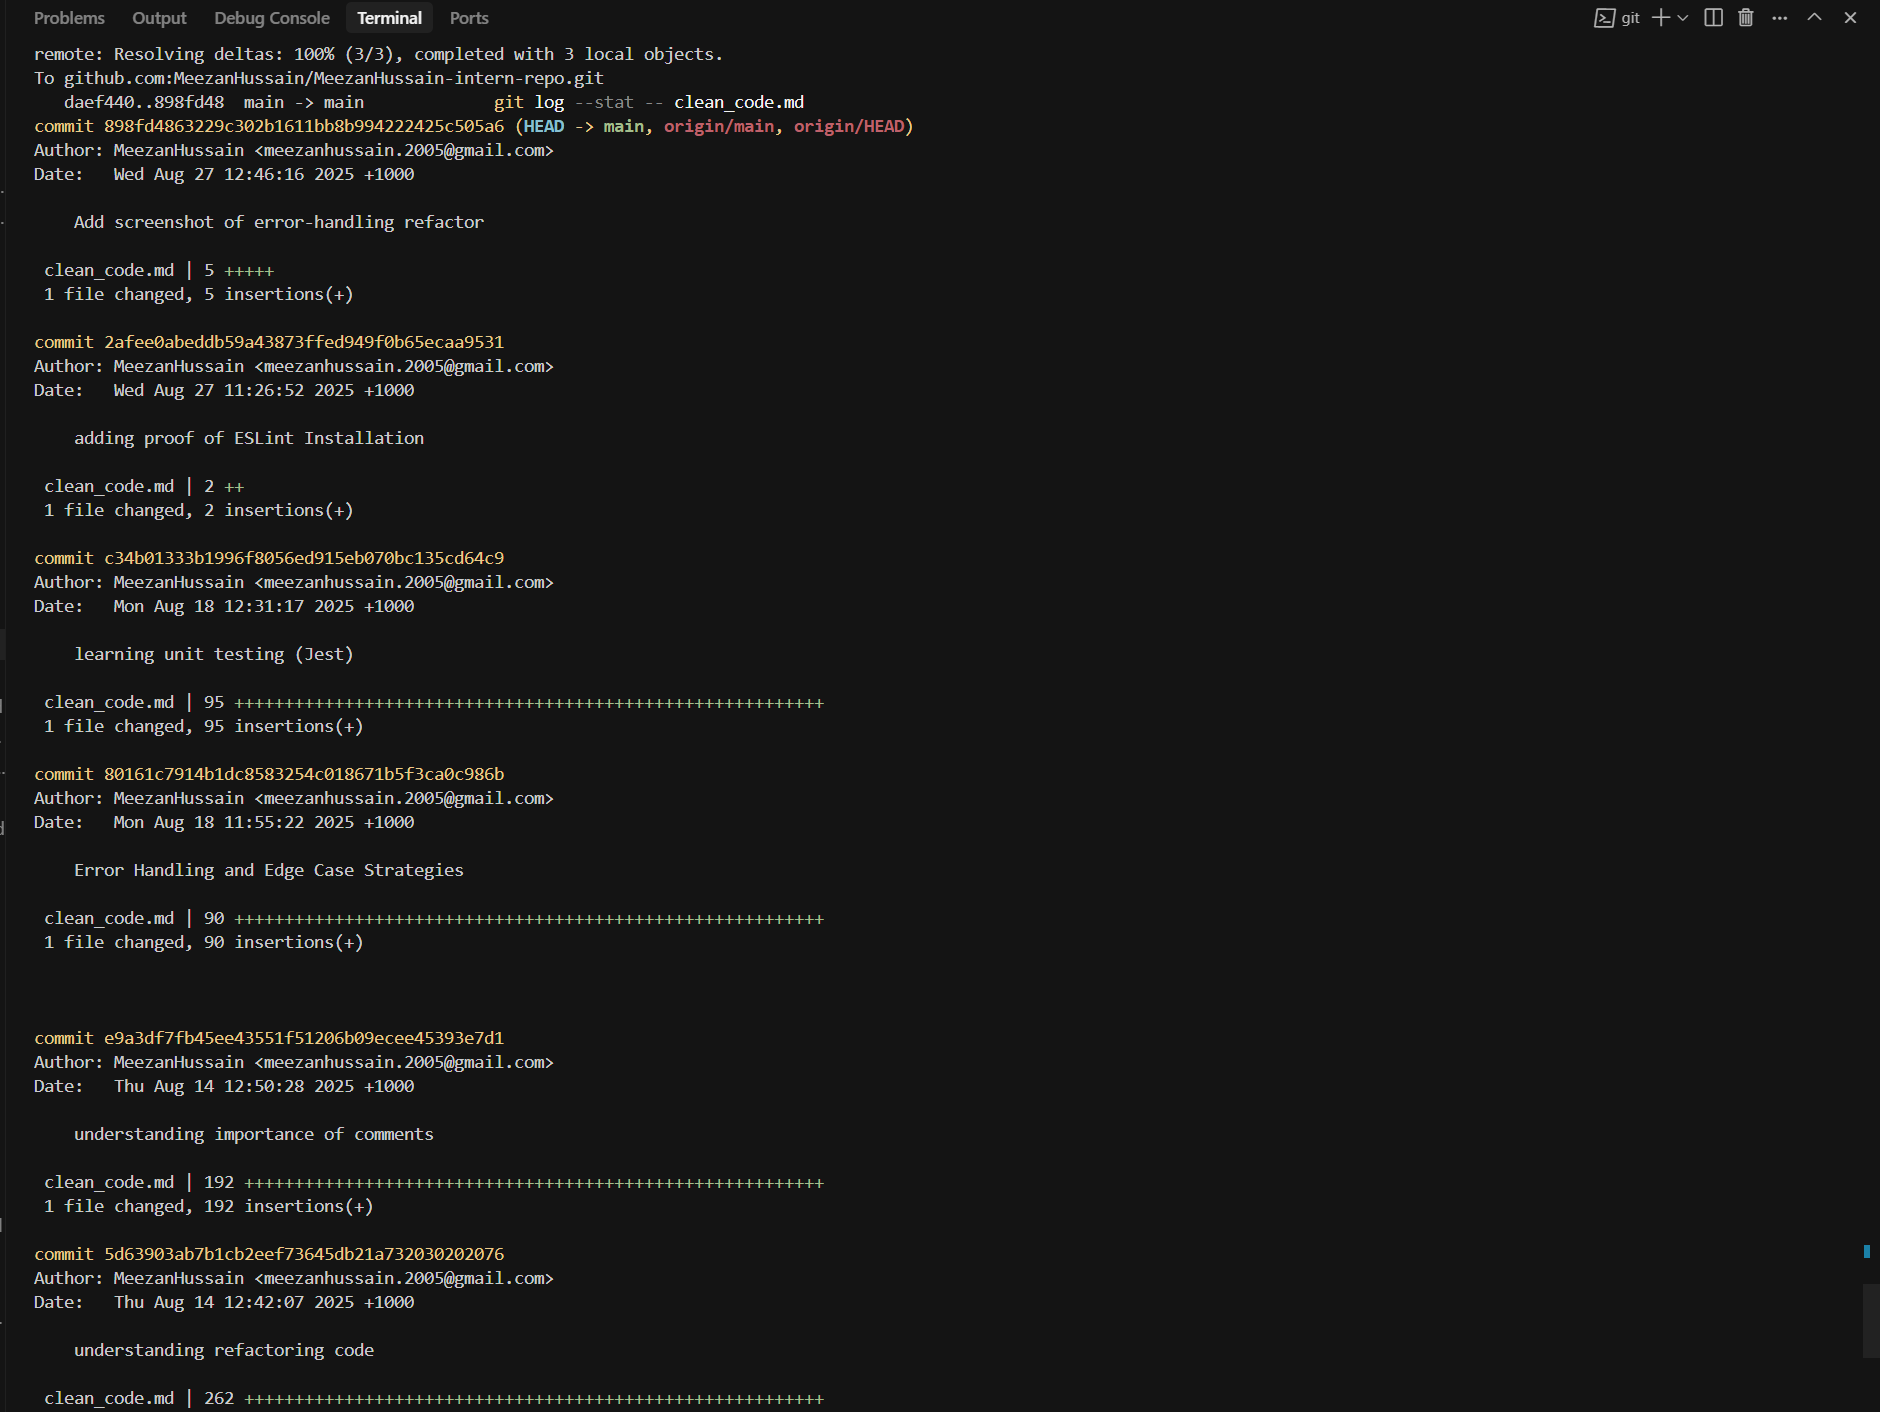 Problems Output Debug Console Terminal Ports git
remote: Resolving deltas: 100% (3/3), completed with 3 local objects.
To github.com:MeezanHussain/MeezanHussain-intern-repo.git
   daef440..898fd48  main -> main             git log --stat -- clean_code.md
commit 898fd4863229c302b1611bb8b994222425c505a6 (HEAD -> main, origin/main, origin/HEAD)
Author: MeezanHussain <meezanhussain.2005@gmail.com>
Date:   Wed Aug 27 12:46:16 2025 +1000
    Add screenshot of error-handling refactor
 clean_code.md | 5 +++++
 1 file changed, 5 insertions(+)
commit 2afee0abeddb59a43873ffed949f0b65ecaa9531
Author: MeezanHussain <meezanhussain.2005@gmail.com>
Date:   Wed Aug 27 11:26:52 2025 +1000
    adding proof of ESLint Installation
 clean_code.md | 2 ++
 1 file changed, 2 insertions(+)
commit c34b01333b1996f8056ed915eb070bc135cd64c9
Author: MeezanHussain <meezanhussain.2005@gmail.com>
Date:   Mon Aug 18 12:31:17 2025 +1000
    learning unit testing (Jest)
 clean_code.md | 95 +++++++++++++++++++++++++++++++++++++++++++++++++++++++++++
 1 file changed, 95 insertions(+)
commit 80161c7914b1dc8583254c018671b5f3ca0c986b
Author: MeezanHussain <meezanhussain.2005@gmail.com>
Date:   Mon Aug 18 11:55:22 2025 +1000
    Error Handling and Edge Case Strategies
 clean_code.md | 90 +++++++++++++++++++++++++++++++++++++++++++++++++++++++++++
 1 file changed, 90 insertions(+)
commit e9a3df7fb45ee43551f51206b09ecee45393e7d1
Author: MeezanHussain <meezanhussain.2005@gmail.com>
Date:   Thu Aug 14 12:50:28 2025 +1000
    understanding importance of comments
 clean_code.md | 192 ++++++++++++++++++++++++++++++++++++++++++++++++++++++++++
 1 file changed, 192 insertions(+)
commit 5d63903ab7b1cb2eef73645db21a732030202076
Author: MeezanHussain <meezanhussain.2005@gmail.com>
Date:   Thu Aug 14 12:42:07 2025 +1000
    understanding refactoring code
 clean_code.md | 262 ++++++++++++++++++++++++++++++++++++++++++++++++++++++++++